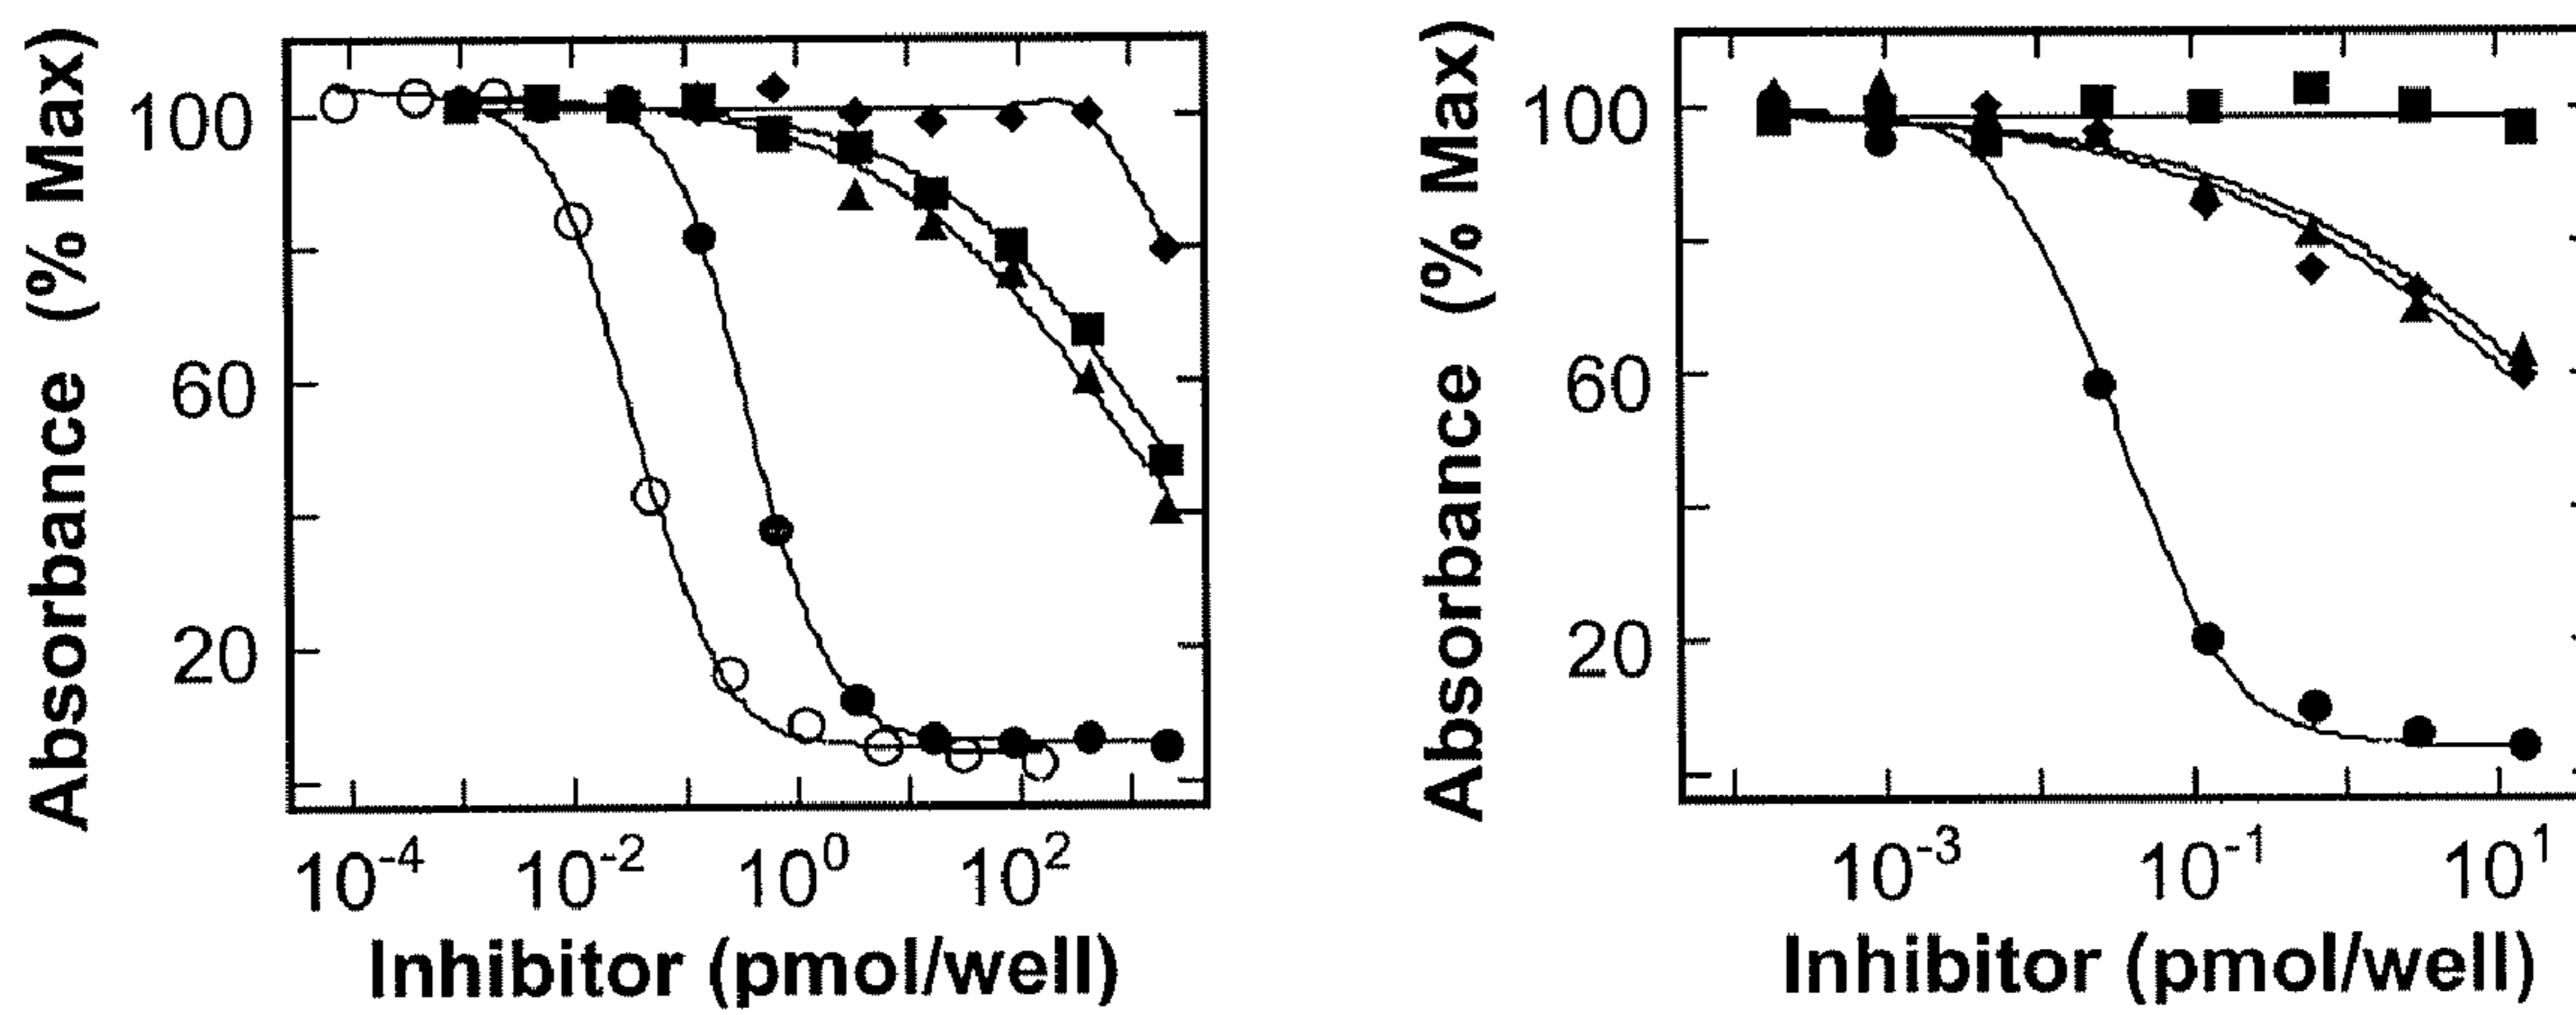 Absorbance (% Max)
100
60
20
10-4 10-2 100 102
Inhibitor (pmol/well)
Absorbance (% Max)
100
60
20
10-3 10-1 101
Inhibitor (pmol/well)